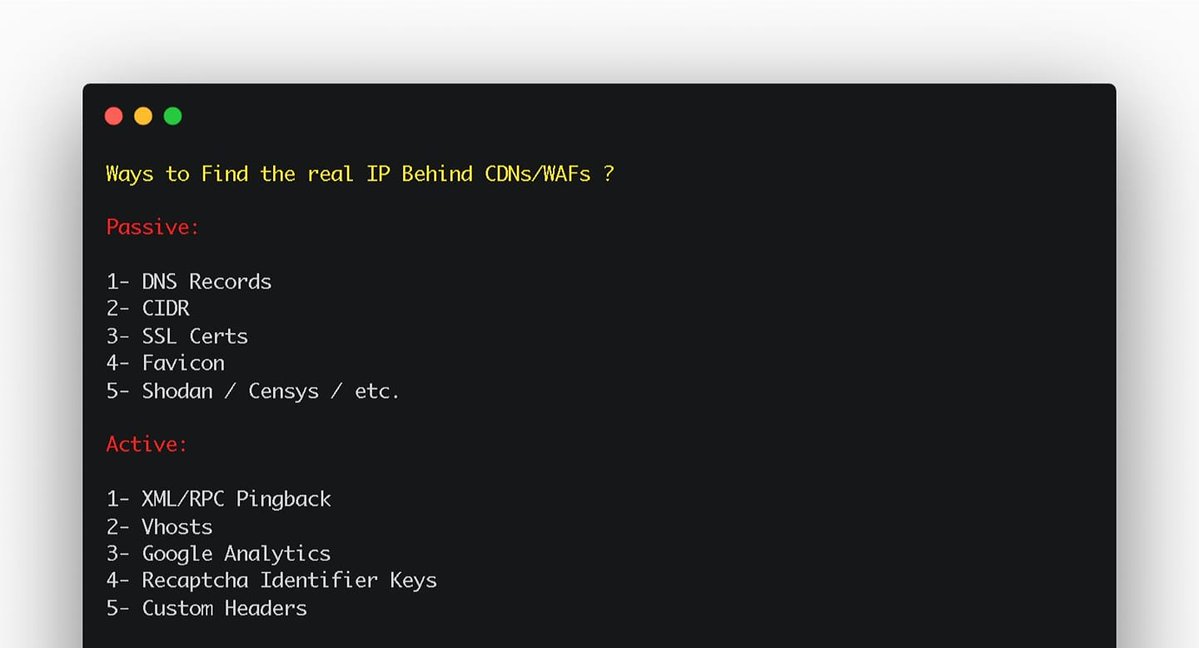 Ways to Find the real IP Behind CDNs/WAFs ?
Passive:
1- DNS Records
2- CIDR
3- SSL Certs
4- Favicon
5- Shodan / Censys / etc.
Active:
1- XML/RPC Pingback
2- Vhosts
3- Google Analytics
4- Recaptcha Identifier Keys
5- Custom Headers